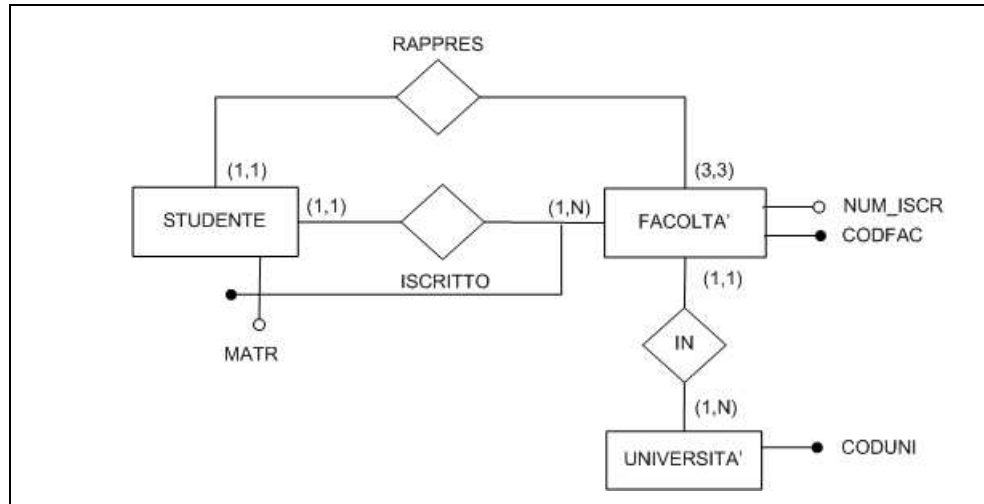 RAPPRES
(1,1)
(3,3)
STUDENTE
(1,1)
(1,N)
FACOLTA'
NUM_ISCR
CODFAC
ISCRITTO
(1,1)
MATR
IN
(1,N)
UNIVERSITA'
CODUNI